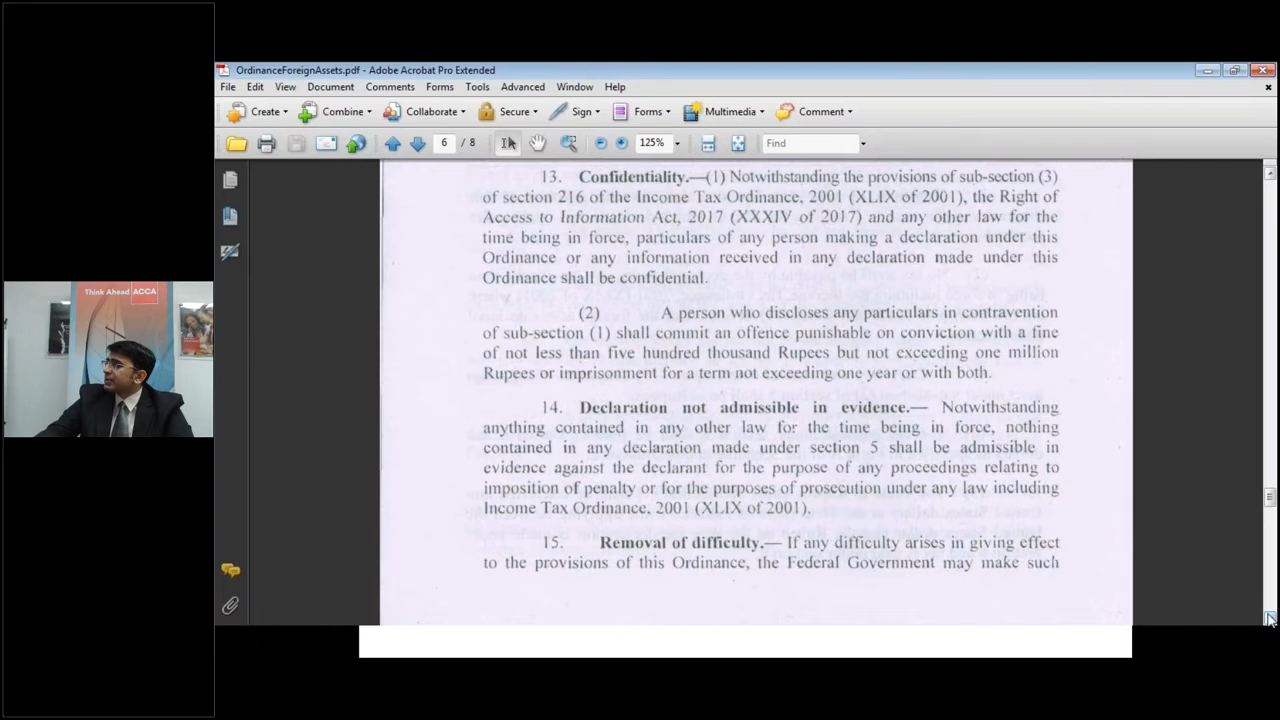 OrdinanceForeignAssets.pdf - Adobe Acrobat Pro Extended
File Edit View Document Comments Forms Tools Advanced Window Help
Create Combine Collaborate Secure Sign Forms Multimedia Comment
6 / 8 125% Find
13. Confidentiality.—(1) Notwithstanding the provisions of sub-section (3)
of section 216 of the Income Tax Ordinance, 2001 (XLIX of 2001), the Right of
Access to Information Act, 2017 (XXXIV of 2017) and any other law for the
time being in force, particulars of any person making a declaration under this
Ordinance or any information received in any declaration made under this
Ordinance shall be confidential.
(2) A person who discloses any particulars in contravention
of sub-section (1) shall commit an offence punishable on conviction with a fine
of not less than five hundred thousand Rupees but not exceeding one million
Rupees or imprisonment for a term not exceeding one year or with both.
14. Declaration not admissible in evidence.— Notwithstanding
anything contained in any other law for the time being in force, nothing
contained in any declaration made under section 5 shall be admissible in
evidence against the declarant for the purpose of any proceedings relating to
imposition of penalty or for the purposes of prosecution under any law including
Income Tax Ordinance, 2001 (XLIX of 2001).
15. Removal of difficulty.— If any difficulty arises in giving effect
to the provisions of this Ordinance, the Federal Government may make such
Think Ahead ACCA